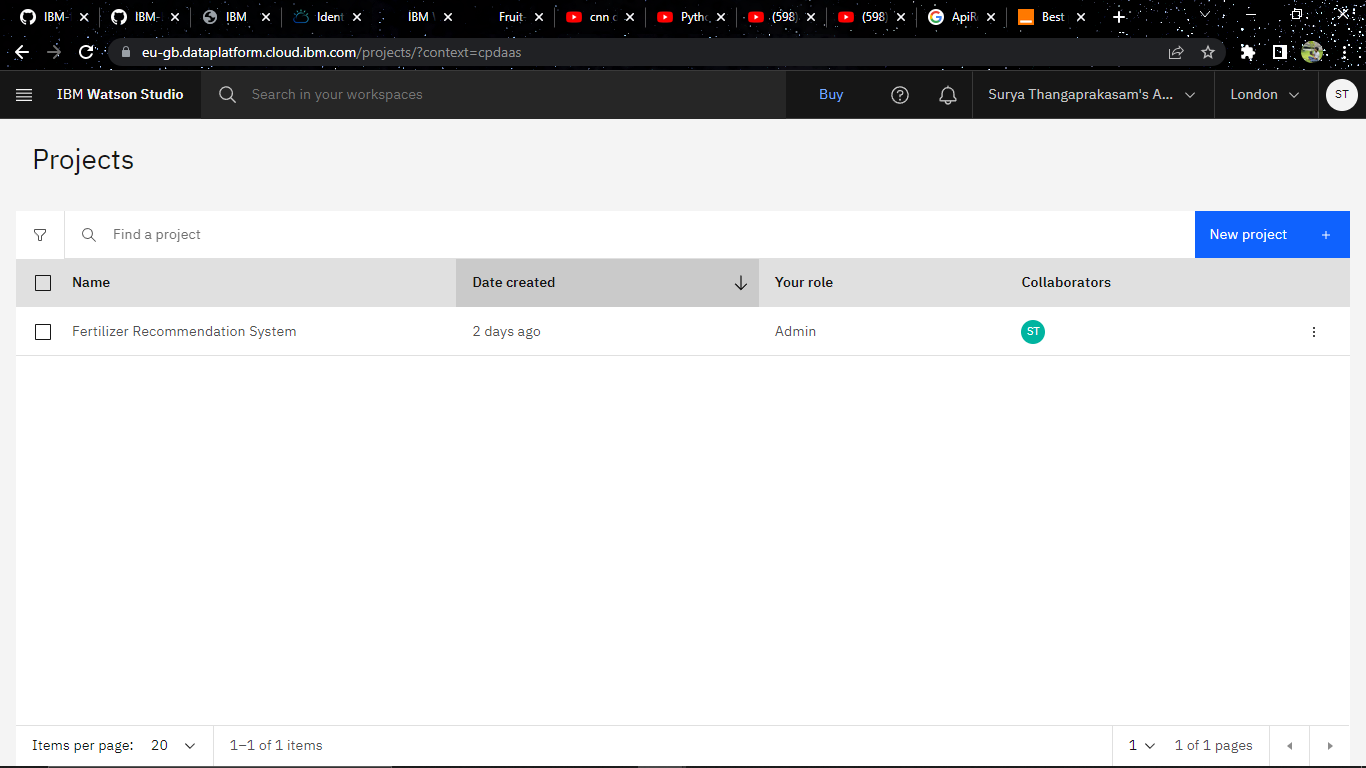 IBM- IBM- IBM Ident IBM Fruit- cnn c Pytho (598) (598) ApiR Best
eu-gb.dataplatform.cloud.ibm.com/projects/?context=cpdaas
IBM Watson Studio Search in your workspaces Buy Surya Thangaprakasam's A... London ST
Projects
Find a project New project +
Name Date created Your role Collaborators
Fertilizer Recommendation System 2 days ago Admin ST
Items per page: 20 1–1 of 1 items 1 1 of 1 pages